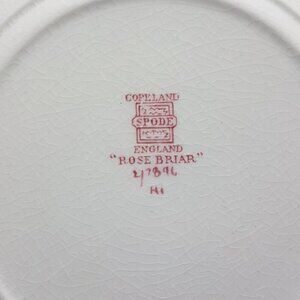 COPELAND
SPODE
ENGLAND
"ROSE BRIAR"
2/7896
H1